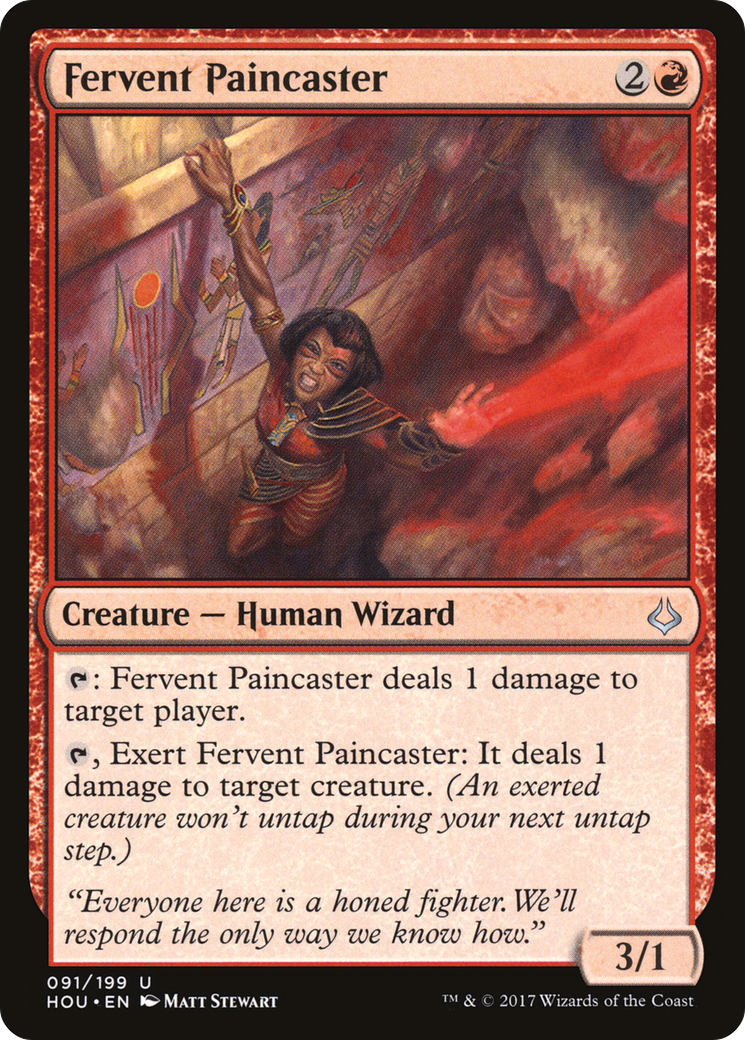 Fervent Paincaster 2
Creature — Human Wizard
: Fervent Paincaster deals 1 damage to
target player.
, Exert Fervent Paincaster: It deals 1
damage to target creature. (An exerted
creature won't untap during your next untap
step.)
"Everyone here is a honed fighter. We'll
respond the only way we know how."
3/1
091/199 U
HOU • EN MATT STEWART
™ & © 2017 Wizards of the Coast